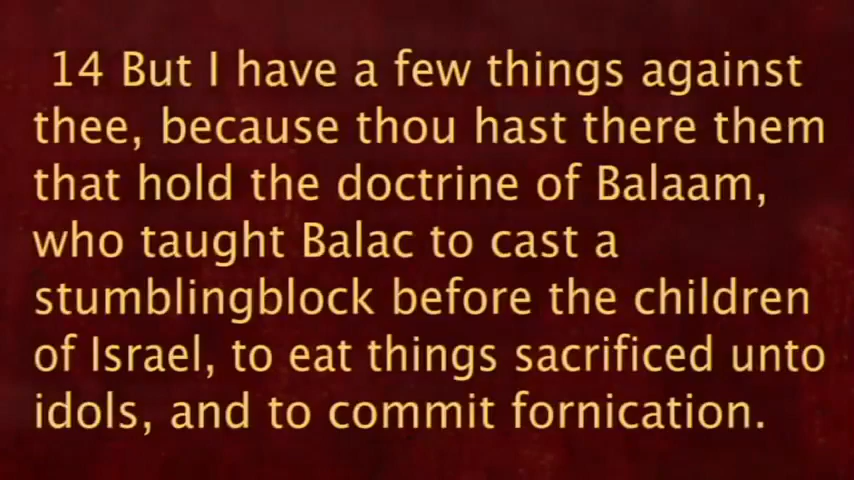 14 But I have a few things against
thee, because thou hast there them
that hold the doctrine of Balaam,
who taught Balac to cast a
stumblingblock before the children
of Israel, to eat things sacrificed unto
idols, and to commit fornication.